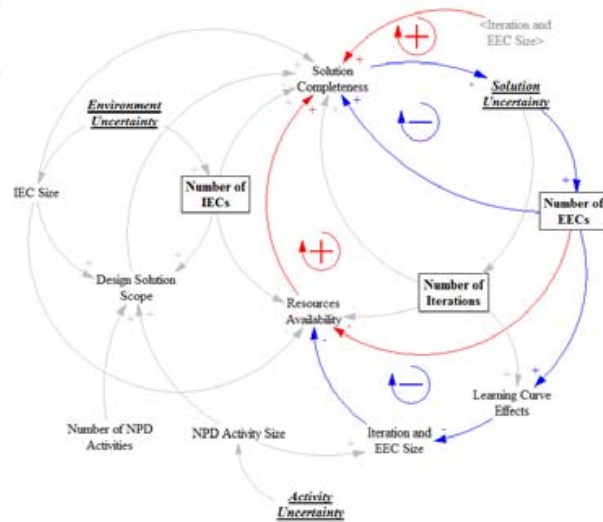 <Iteration and
EEC Size>
Solution
Completeness
Solution
Uncertainty
Environment
Uncertainty
IEC Size
Number of
IECs
Number of
EECs
Design Solution
Scope
Resources
Availability
Number of
Iterations
Learning Curve
Effects
Number of NPD
Activities
NPD Activity Size
Iteration and
EEC Size
Activity
Uncertainty